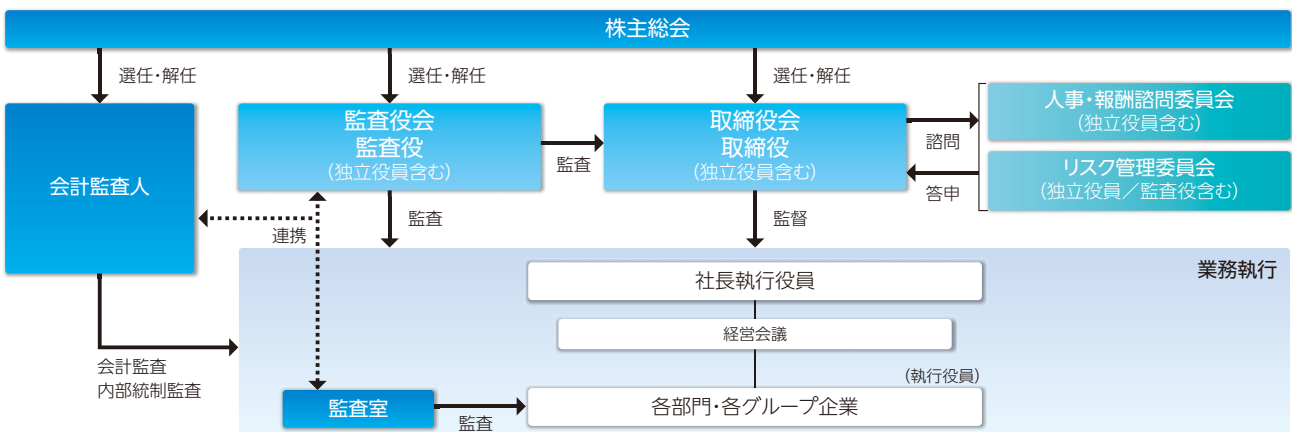 株主総会
選任・解任
選任・解任
選任・解任
会計監査人
監査役会
監査役
(独立役員含む)
監査
取締役会
取締役
(独立役員含む)
諮問
答申
人事・報酬諮問委員会
(独立役員含む)
リスク管理委員会
(独立役員／監査役含む)
連携
監査
監督
業務執行
社長執行役員
経営会議
(執行役員)
各部門・各グループ企業
会計監査
内部統制監査
監査室
監査